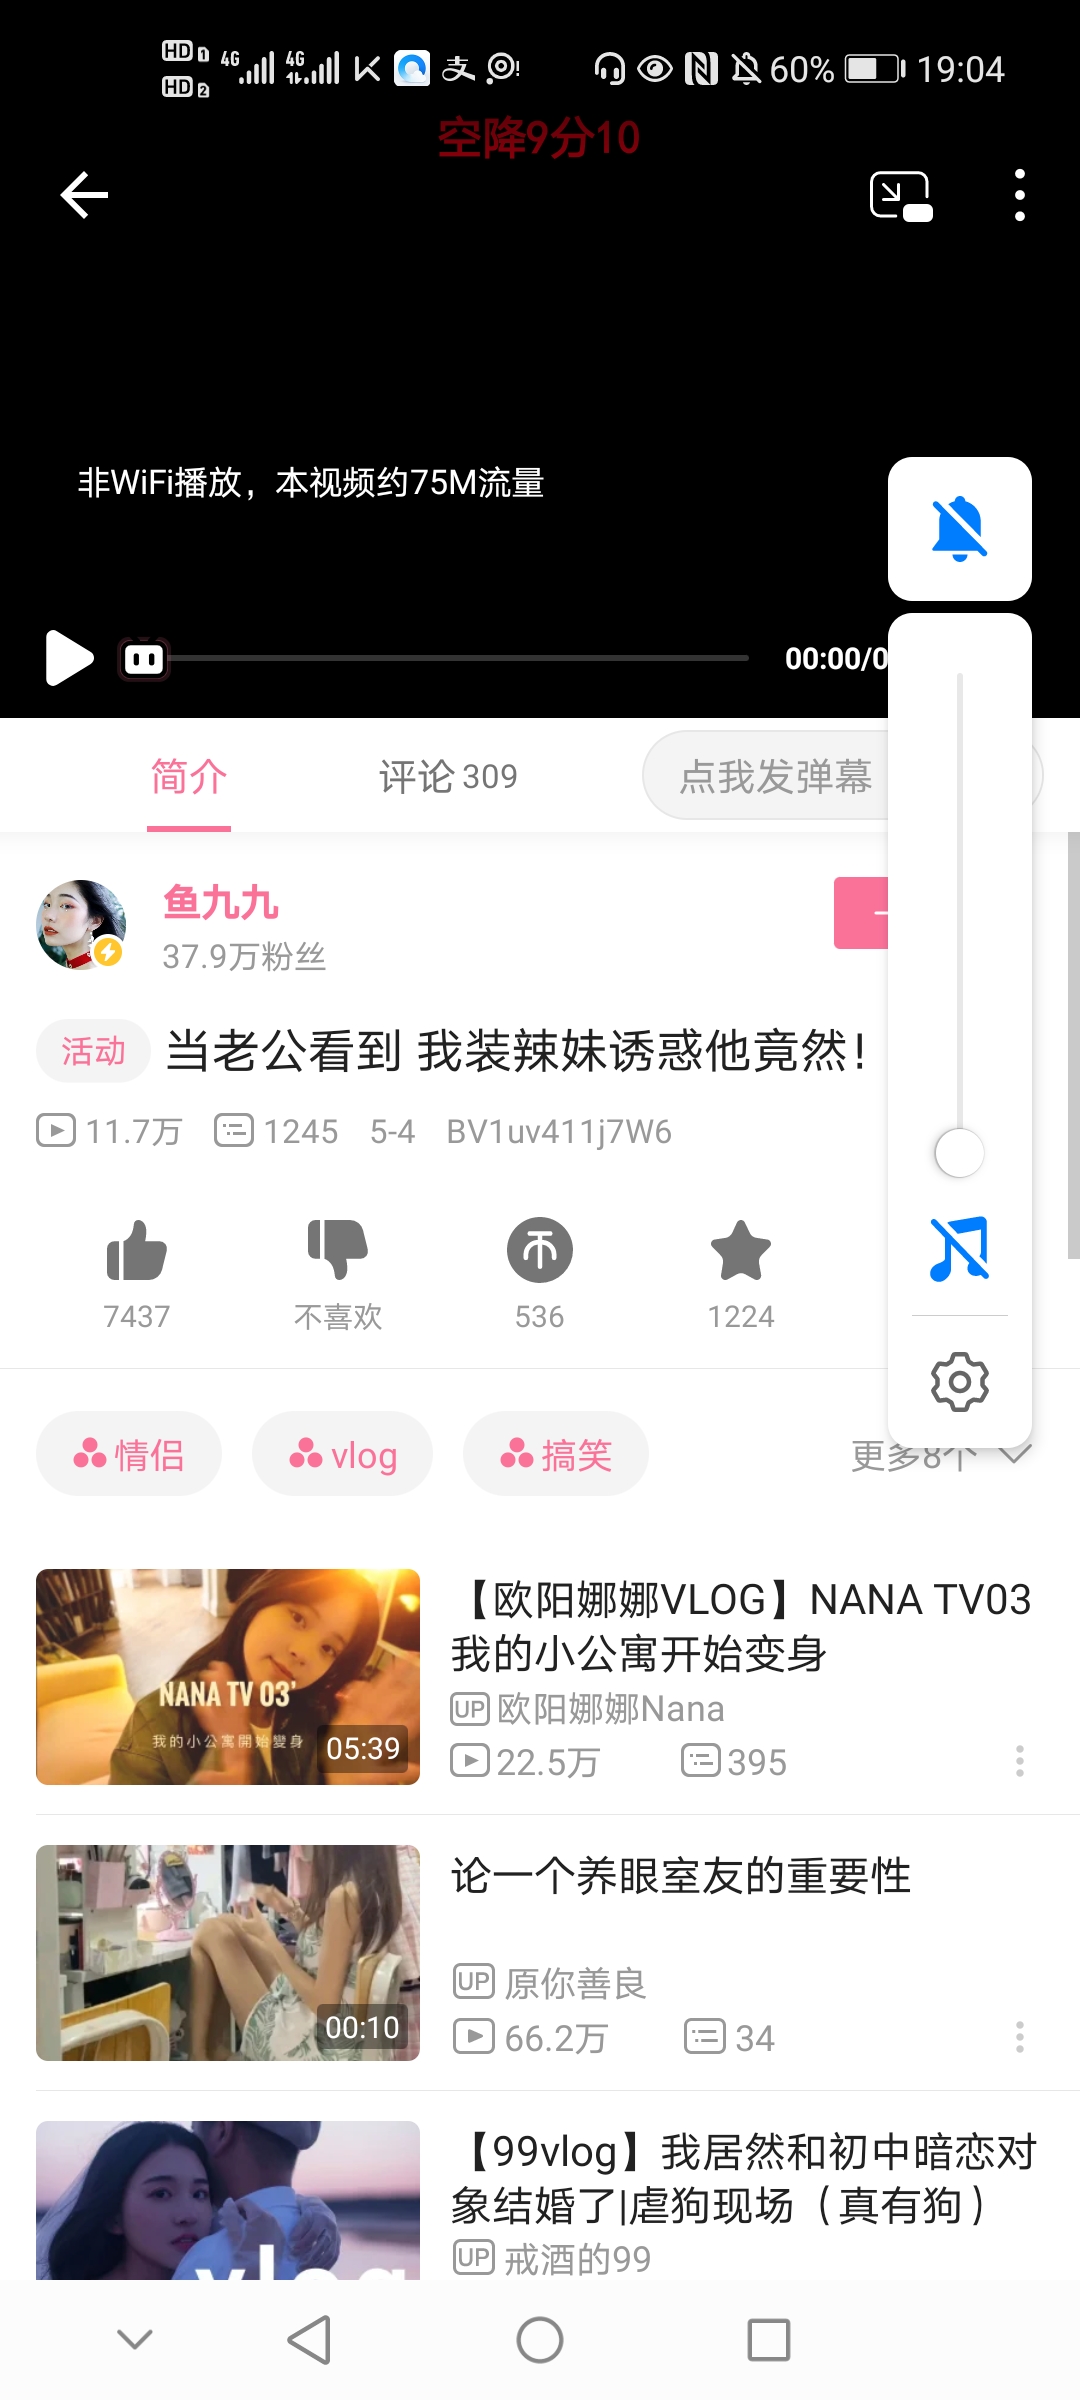 HD 1 4G 4G 60% 19:04
HD 2
空降9分10
非WiFi播放，本视频约75M流量
00:00/0
简介 评论 309 点我发弹幕
鱼九九
37.9万粉丝
活动 当老公看到 我装辣妹诱惑他竟然！
11.7万 1245 5-4 BV1uv411j7W6
7437 不喜欢 536 1224
情侣 vlog 搞笑 更多8个
【欧阳娜娜VLOG】NANA TV03
我的小公寓开始变身
UP 欧阳娜娜Nana
22.5万 395
NANA TV 03'
我的小公寓開始變身
05:39
论一个养眼室友的重要性
UP 原你善良
66.2万 34
00:10
【99vlog】我居然和初中暗恋对
象结婚了|虐狗现场（真有狗）
UP 戒酒的99
vlog